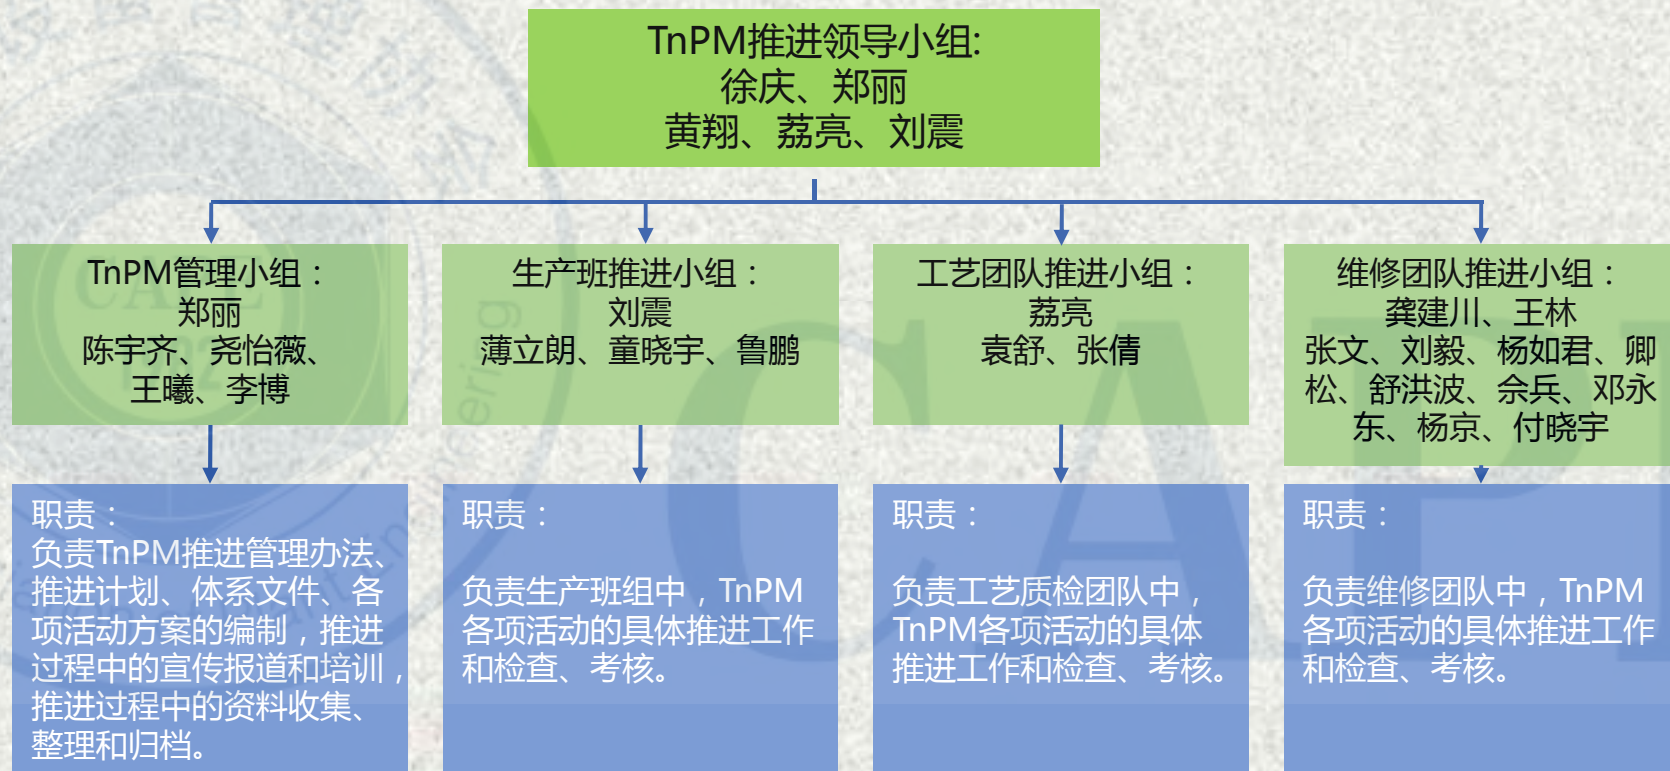 TnPM推进领导小组:
徐庆、郑丽
黄翔、荔亮、刘震
TnPM管理小组：
郑丽
陈宇齐、尧怡薇、
王曦、李博
生产班推进小组：
刘震
薄立朗、童晓宇、鲁鹏
工艺团队推进小组：
荔亮
袁舒、张倩
维修团队推进小组：
龚建川、王林
张文、刘毅、杨如君、卿
松、舒洪波、佘兵、邓永
东、杨京、付晓宇
职责：
负责TnPM推进管理办法、
推进计划、体系文件、各
项活动方案的编制，推进
过程中的宣传报道和培训，
推进过程中的资料收集、
整理和归档。
职责：
负责生产班组中，TnPM
各项活动的具体推进工作
和检查、考核。
职责：
负责工艺质检团队中，
TnPM各项活动的具体
推进工作和检查、考核。
职责：
负责维修团队中，TnPM
各项活动的具体推进工作
和检查、考核。